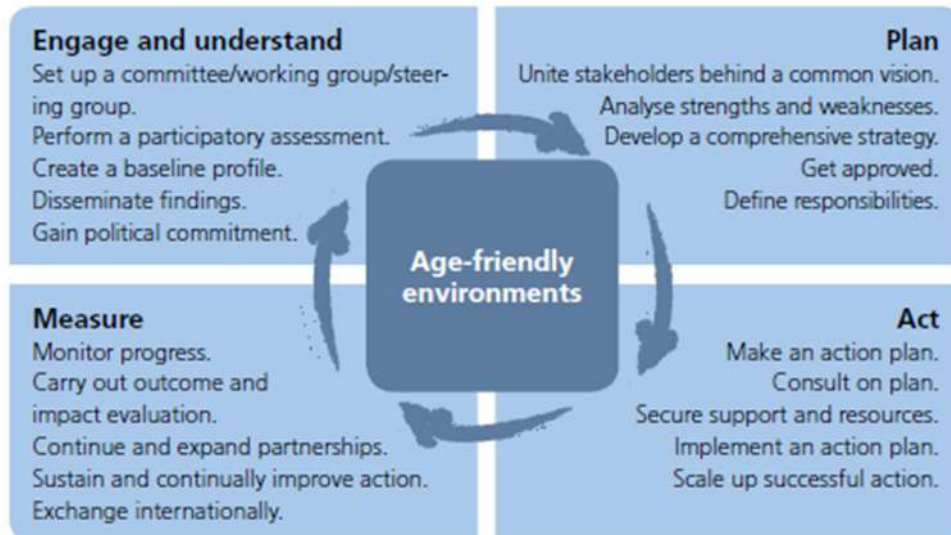 Engage and understand
Set up a committee/working group/steer-
ing group.
Perform a participatory assessment.
Create a baseline profile.
Disseminate findings.
Gain political commitment.
Plan
Unite stakeholders behind a common vision.
Analyse strengths and weaknesses.
Develop a comprehensive strategy.
Get approved.
Define responsibilities.
Age-friendly
environments
Measure
Monitor progress.
Carry out outcome and
impact evaluation.
Continue and expand partnerships.
Sustain and continually improve action.
Exchange internationally.
Act
Make an action plan.
Consult on plan.
Secure support and resources.
Implement an action plan.
Scale up successful action.